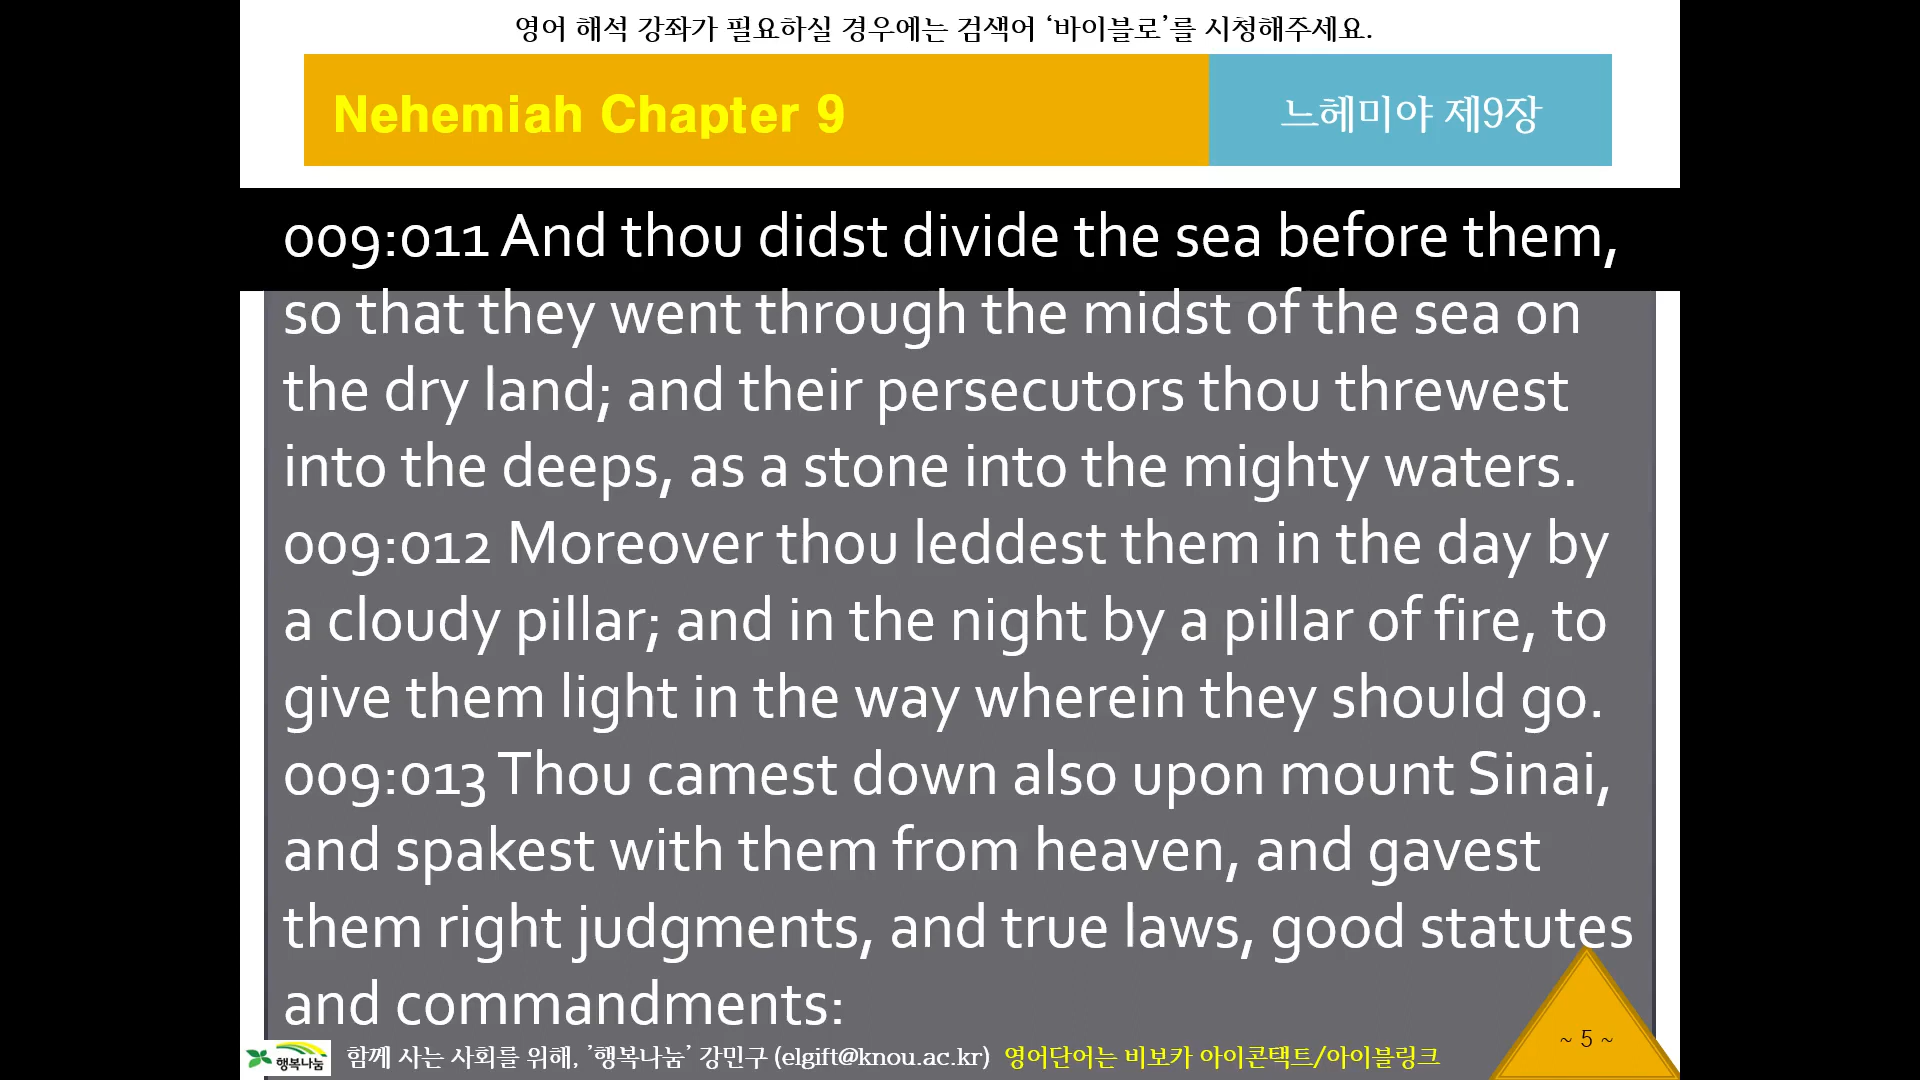 영어 해석 강좌가 필요하실 경우에는 검색어 ‘바이블로’를 시청해주세요.
Nehemiah Chapter 9
느헤미야 제9장
009:011 And thou didst divide the sea before them,
so that they went through the midst of the sea on
the dry land; and their persecutors thou threwest
into the deeps, as a stone into the mighty waters.
009:012 Moreover thou leddest them in the day by
a cloudy pillar; and in the night by a pillar of fire, to
give them light in the way wherein they should go.
009:013 Thou camest down also upon mount Sinai,
and spakest with them from heaven, and gavest
them right judgments, and true laws, good statutes
and commandments:
~ 5 ~
행복나눔 함께 사는 사회를 위해, ’행복나눔’ 강민구 (elgift@knou.ac.kr) 영어단어는 비보카 아이콘택트/아이블링크